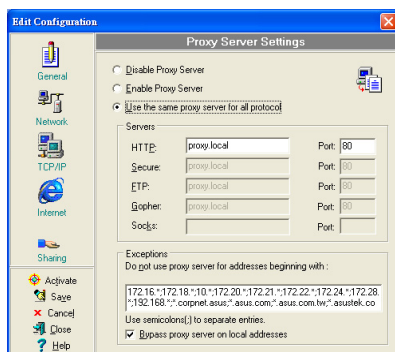 Edit Configuration
Proxy Server Settings
General
Network
TCP/IP
Internet
Sharing
Activate
Save
Cancel
Close
Help
Disable Proxy Server
Enable Proxy Server
Use the same proxy server for all protocol
Servers
HTTP: proxy.local Port: 80
Secure: proxy.local Port: 80
FTP: proxy.local Port: 80
Gopher: proxy.local Port: 80
Socks: Port:
Exceptions
Do not use proxy server for addresses beginning with :
172.16.*;172.18.*;10.*;172.20.*;172.21.*;172.22.*;172.24.*;172.28.
*;192.168.*;*.corpnet.asus;*.asus.com;*.asus.com.tw;*.asustek.co
Use semicolons(;) to separate entries.
Bypass proxy server on local addresses